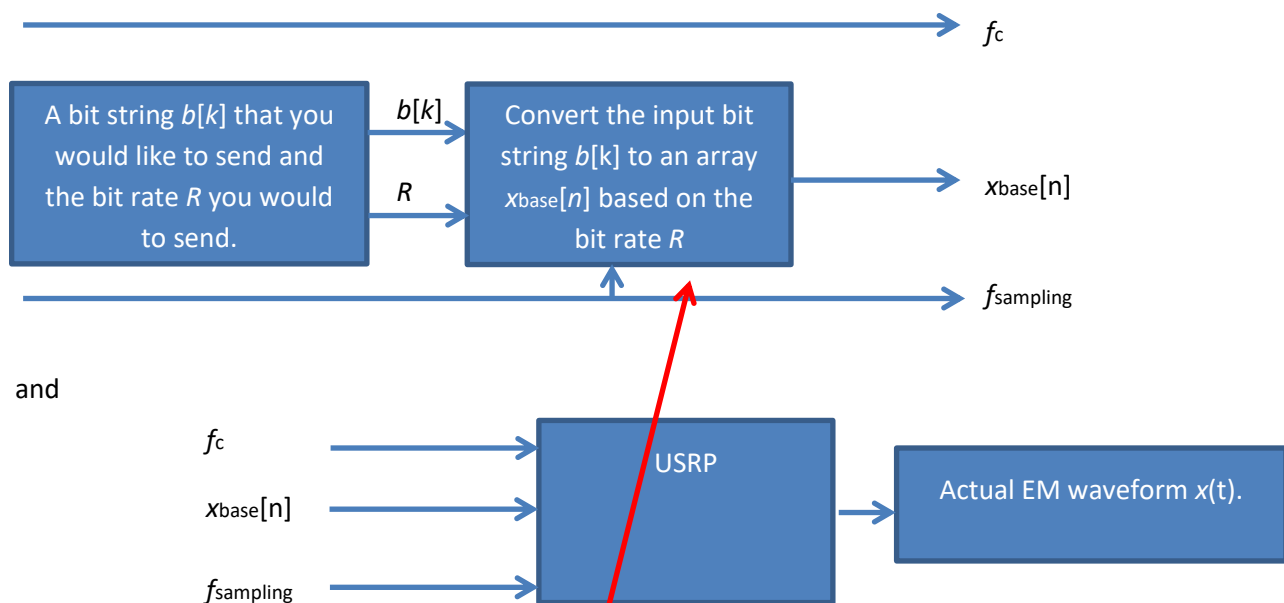 fc
A bit string b[k] that you
would like to send and
the bit rate R you would
to send.
b[k]
R
Convert the input bit
string b[k] to an array
xbase[n] based on the
bit rate R
xbase[n]
fsampling
and
fc
xbase[n]
fsampling
USRP
Actual EM waveform x(t).